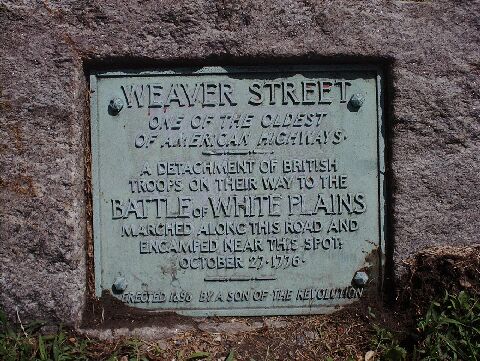 WEAVER STREET
ONE OF THE OLDEST
OF AMERICAN HIGHWAYS.
A DETACHMENT OF BRITISH
TROOPS ON THEIR WAY TO THE
BATTLE OF WHITE PLAINS
MARCHED ALONG THIS ROAD AND
ENCAMPED NEAR THIS SPOT:
OCTOBER 27·1776·
ERECTED 1896 BY A SON OF THE REVOLUTION